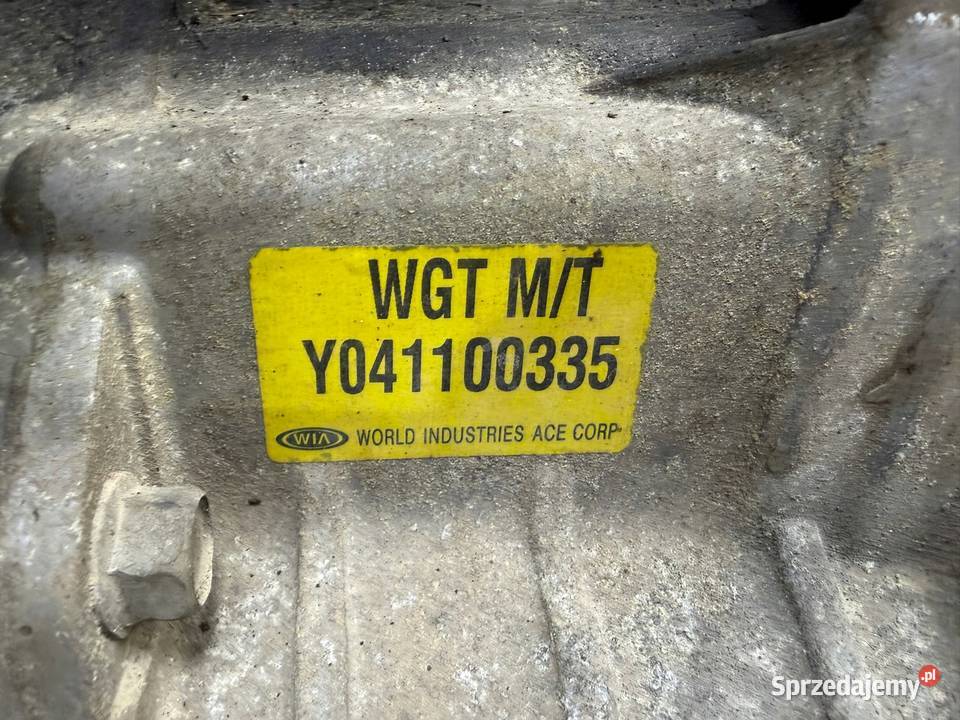 WGT M/T
Y041100335
WIA WORLD INDUSTRIES ACE CORP
Sprzedajemy.pl